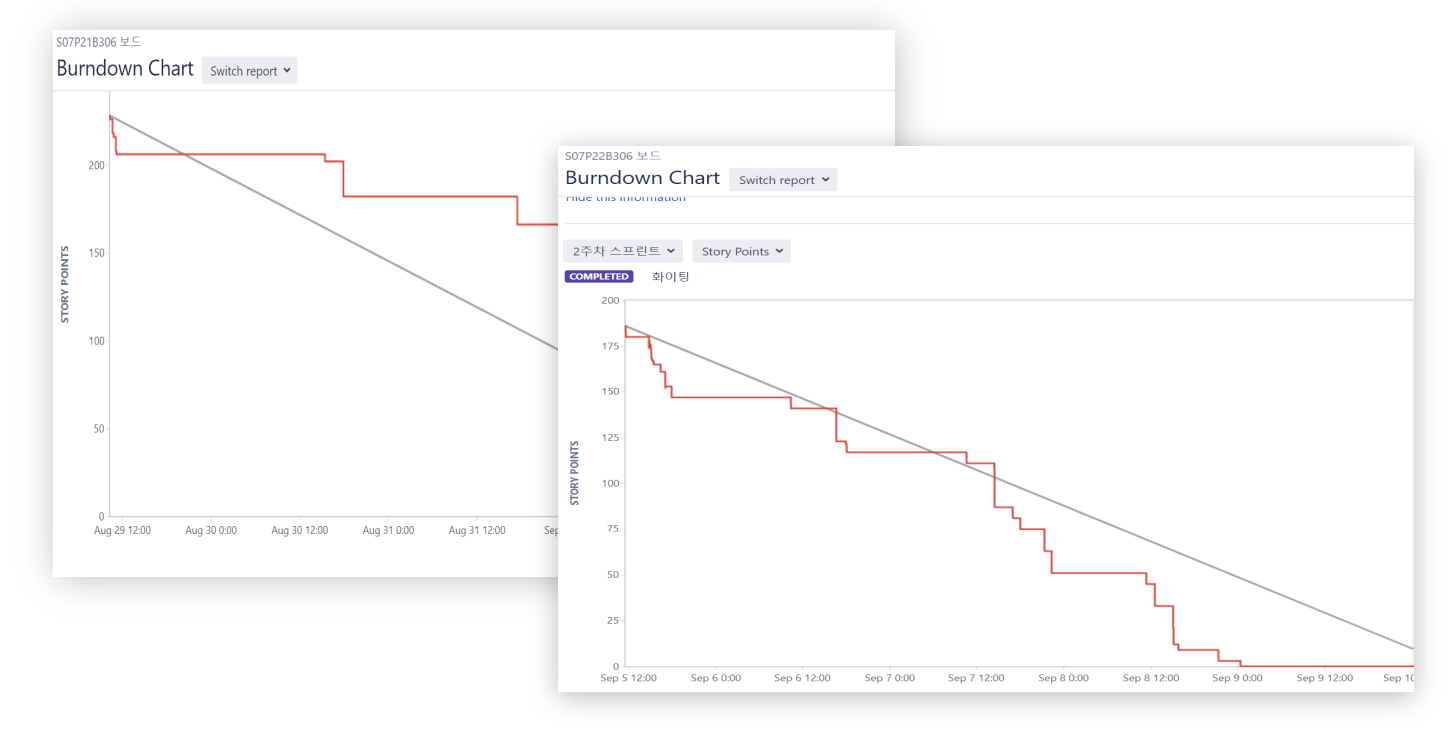 S07P21B306 보드
Burndown Chart Switch report
200
150
100
50
0
STORY POINTS
Aug 29 12:00 Aug 30 0:00 Aug 30 12:00 Aug 31 0:00 Aug 31 12:00 Sep
S07P22B306 보드
Burndown Chart Switch report
Hide this information
2주차 스프린트 Story Points
COMPLETED 화이팅
200
175
150
125
100
75
50
25
0
STORY POINTS
Sep 5 12:00 Sep 6 0:00 Sep 6 12:00 Sep 7 0:00 Sep 7 12:00 Sep 8 0:00 Sep 8 12:00 Sep 9 0:00 Sep 9 12:00 Sep 10